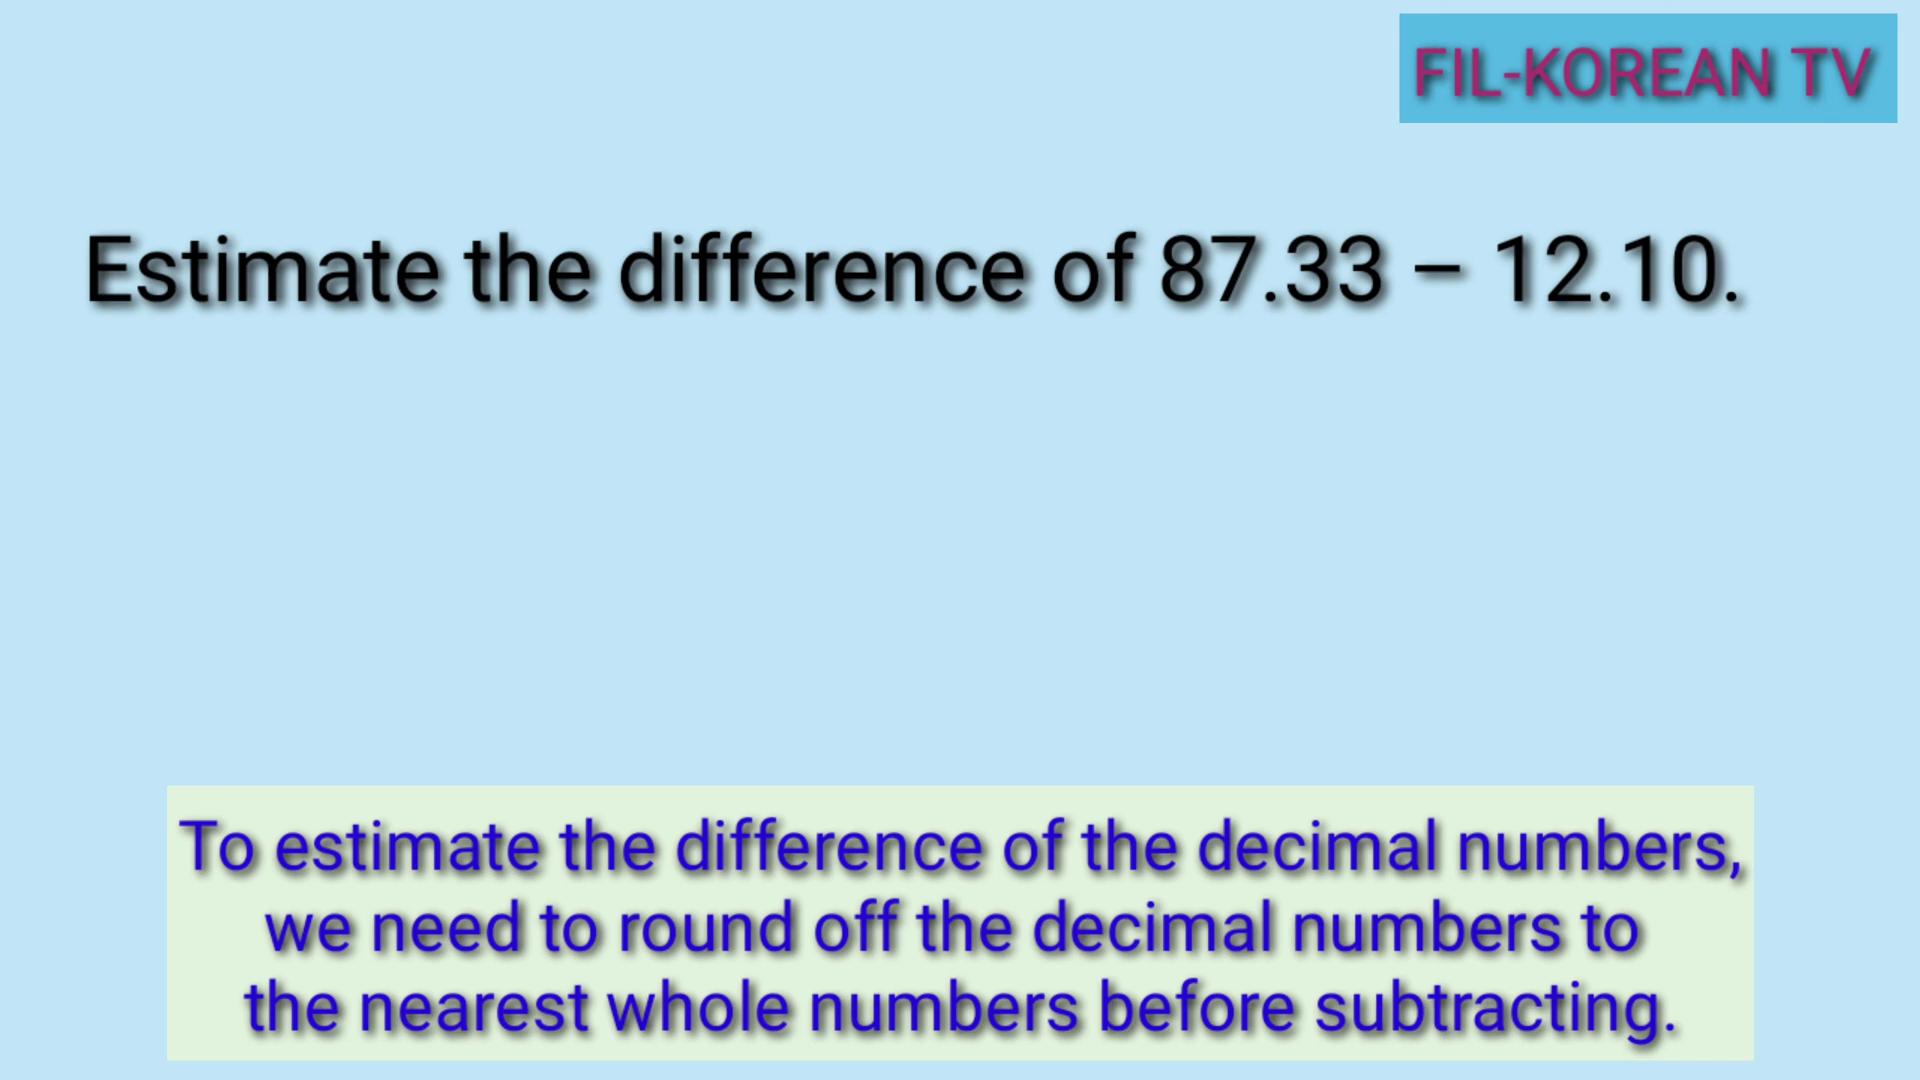 FIL-KOREAN TV
Estimate the difference of 87.33 – 12.10.
To estimate the difference of the decimal numbers,
we need to round off the decimal numbers to
the nearest whole numbers before subtracting.